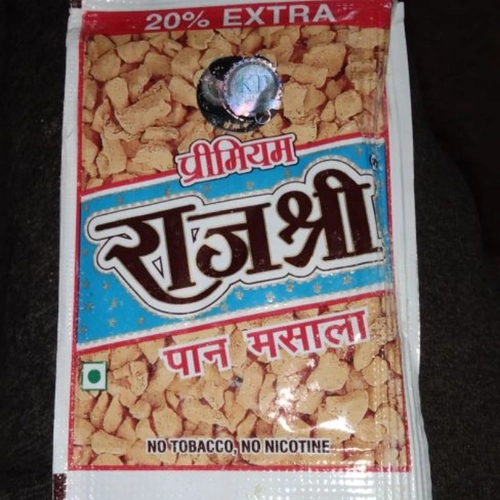 20% EXTRA
प्रीमियम
राजश्री
पान मसाला
NO TOBACCO, NO NICOTINE